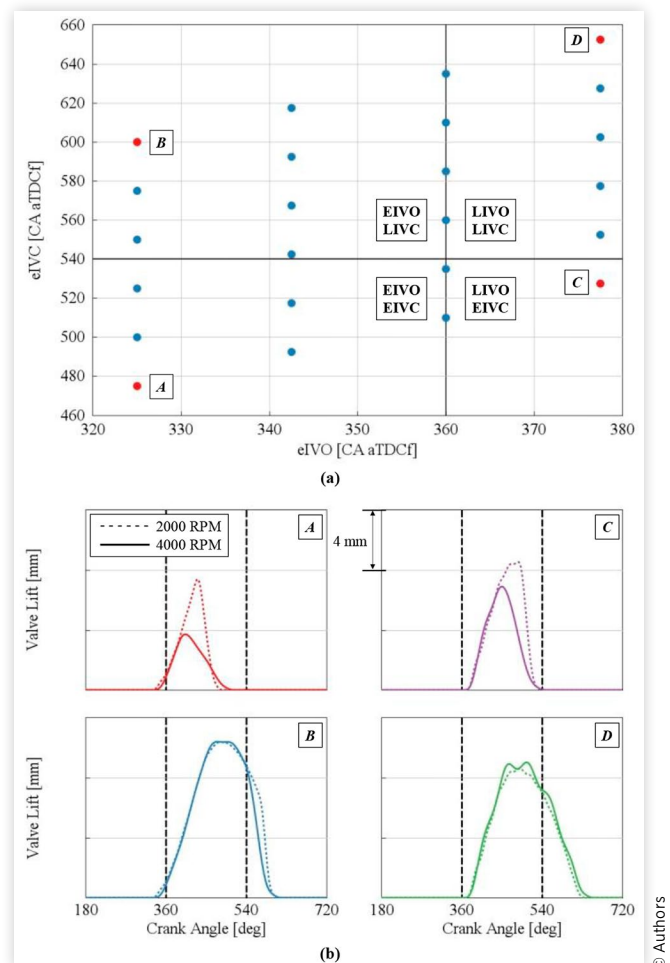 660
640
620
600
580
560
540
520
500
480
460
eIVC [CA aTDCf]
D
B
EIVO LIVO
LIVC LIVC
C
EIVO LIVO
EIVC EIVC
A
320 330 340 350 360 370 380
eIVO [CA aTDCf]
(a)
2000 RPM
4000 RPM
A
4 mm
C
Valve Lift [mm]
B
D
Valve Lift [mm]
180 360 540 720 180 360 540 720
Crank Angle [deg] Crank Angle [deg]
(b)
© Authors